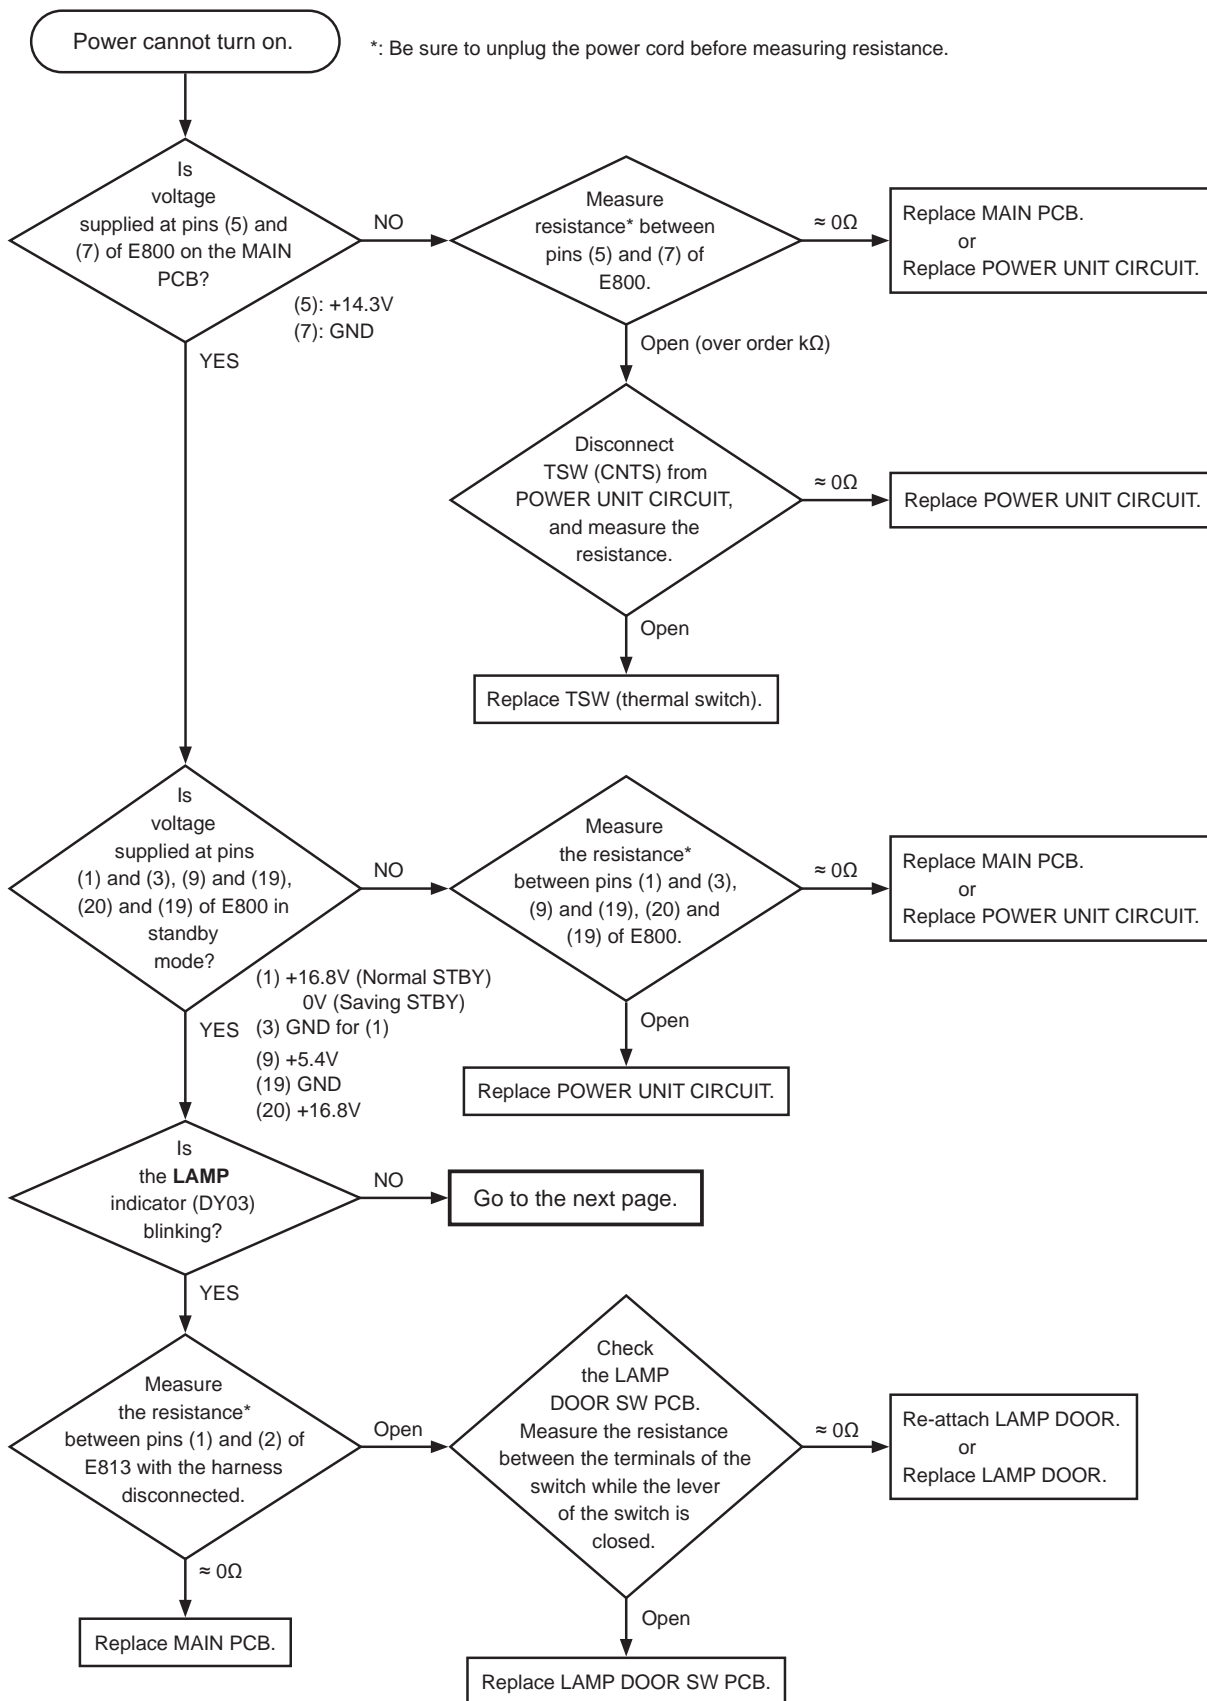 Power cannot turn on.
*: Be sure to unplug the power cord before measuring resistance.
Is
voltage
supplied at pins (5) and
(7) of E800 on the MAIN
PCB?
NO
(5): +14.3V
(7): GND
YES
Measure
resistance* between
pins (5) and (7) of
E800.
≈ 0Ω
Replace MAIN PCB.
or
Replace POWER UNIT CIRCUIT.
Open (over order kΩ)
Disconnect
TSW (CNTS) from
POWER UNIT CIRCUIT,
and measure the
resistance.
≈ 0Ω
Replace POWER UNIT CIRCUIT.
Open
Replace TSW (thermal switch).
Is
voltage
supplied at pins
(1) and (3), (9) and (19),
(20) and (19) of E800 in
standby
mode?
NO
(1) +16.8V (Normal STBY)
0V (Saving STBY)
(3) GND for (1)
(9) +5.4V
(19) GND
(20) +16.8V
YES
Measure
the resistance*
between pins (1) and (3),
(9) and (19), (20) and
(19) of E800.
≈ 0Ω
Replace MAIN PCB.
or
Replace POWER UNIT CIRCUIT.
Open
Replace POWER UNIT CIRCUIT.
Is
the LAMP
indicator (DY03)
blinking?
NO
Go to the next page.
YES
Measure
the resistance*
between pins (1) and (2) of
E813 with the harness
disconnected.
Open
Check
the LAMP
DOOR SW PCB.
Measure the resistance
between the terminals of the
switch while the lever
of the switch is
closed.
≈ 0Ω
Re-attach LAMP DOOR.
or
Replace LAMP DOOR.
≈ 0Ω
Replace MAIN PCB.
Open
Replace LAMP DOOR SW PCB.